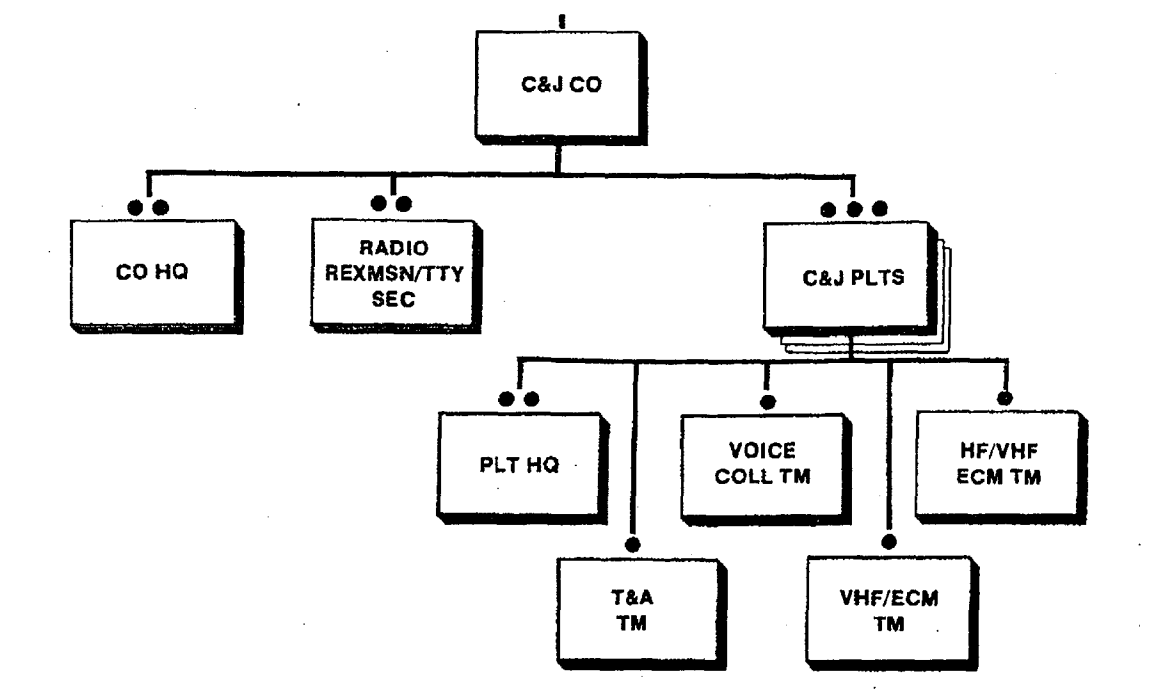 C&J CO
CO HQ
RADIO
REXMSN/TTY
SEC
C&J PLTS
PLT HQ
VOICE
COLL TM
HF/VHF
ECM TM
T&A
TM
VHF/ECM
TM